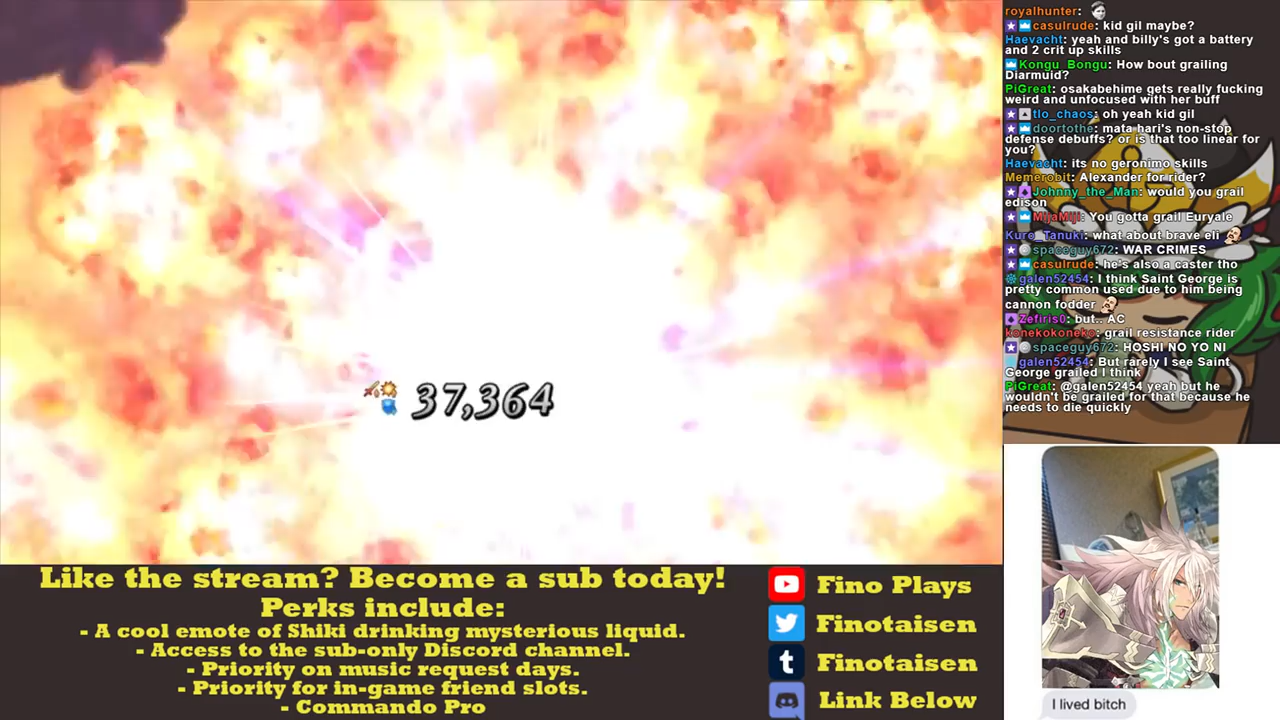 royalhunter:
casulrude: kid gil maybe?
Haevacht: yeah and billy's got a battery
and 2 crit up skills
Kongu_Bongu: How bout grailing
Diarmuid?
PiGreat: osakabehime gets really fucking
weird and unfocused with her buff
tlo_chaos: oh yeah kid gil
doortothe: mata hari's non-stop
defense debuffs? or is that too linear for
you?
Haevacht: its no geronimo skills
Memerobit: Alexander for rider?
Johnny_the_Man: would you grail
edison
MijaMiji: You gotta grail Euryale
Kuro_Tanuki: what about brave eli
spaceguy672: WAR CRIMES
casulrude: he's also a caster tho
galen52454: I think Saint George is
pretty common used due to him being
cannon fodder
Zefiris0: but.. AC
konekokoneko: grail resistance rider
spaceguy672: HOSHI NO YO NI
galen52454: But rarely I see Saint
George grailed I think
PiGreat: @galen52454 yeah but he
wouldn't be grailed for that because he
needs to die quickly
37,364
Like the stream? Become a sub today!
Perks include:
- A cool emote of Shiki drinking mysterious liquid.
- Access to the sub-only Discord channel.
- Priority on music request days.
- Priority for in-game friend slots.
- Commando Pro
Fino Plays
Finotaisen
Finotaisen
Link Below
I lived bitch